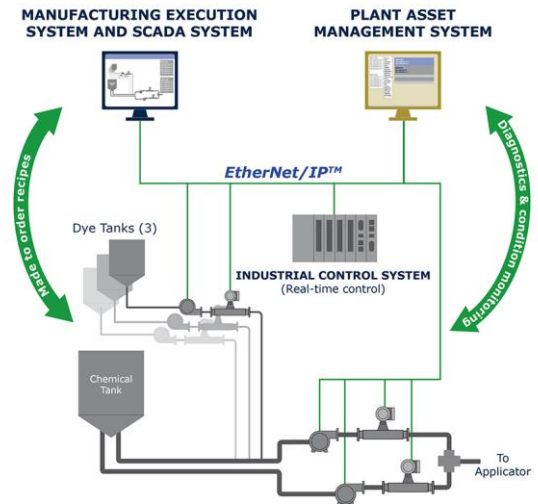 MANUFACTURING EXECUTION
SYSTEM AND SCADA SYSTEM
PLANT ASSET
MANAGEMENT SYSTEM
EtherNet/IP™
Made to order recipes
Diagnostics & condition monitoring
Dye Tanks (3)
INDUSTRIAL CONTROL SYSTEM
(Real-time control)
Chemical
Tank
To
Applicator